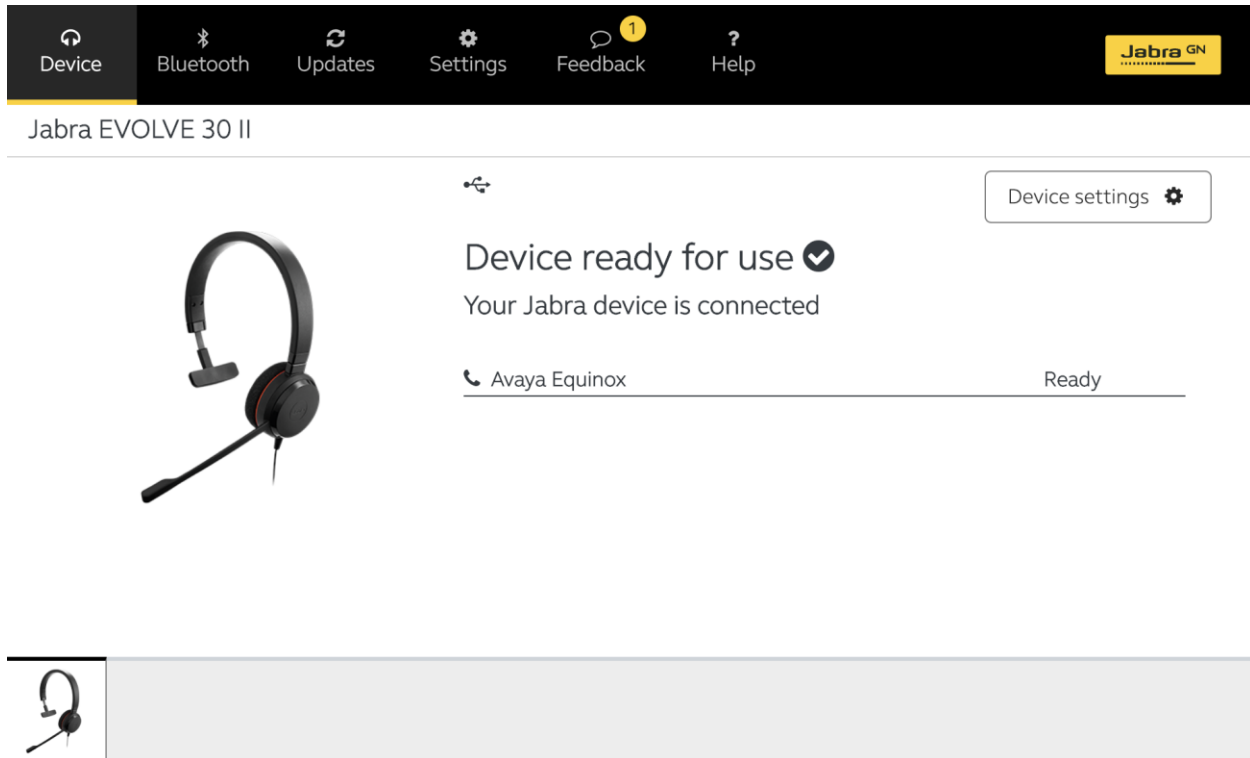 1
?
Device Bluetooth Updates Settings Feedback Help
Jabra GN
Jabra EVOLVE 30 II
Device settings
Device ready for use
Your Jabra device is connected
Avaya Equinox Ready